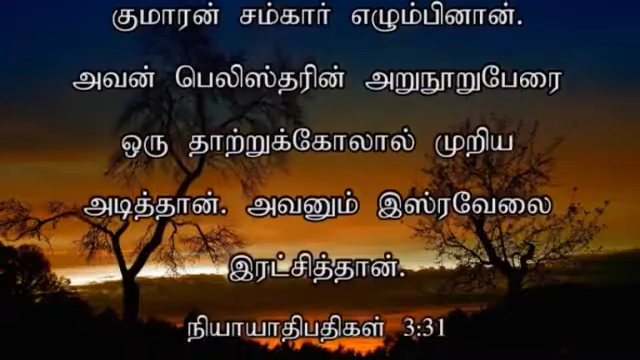 குமாரன் சம்கார் எழும்பினான்.
அவன் பெலிஸ்தரின் அறுநூறுபேரை
ஒரு தாற்றுக்கோலால் முறிய
அடித்தான். அவனும் இஸ்ரவேலை
இரட்சித்தான்.
நியாயாதிபதிகள் 3:31